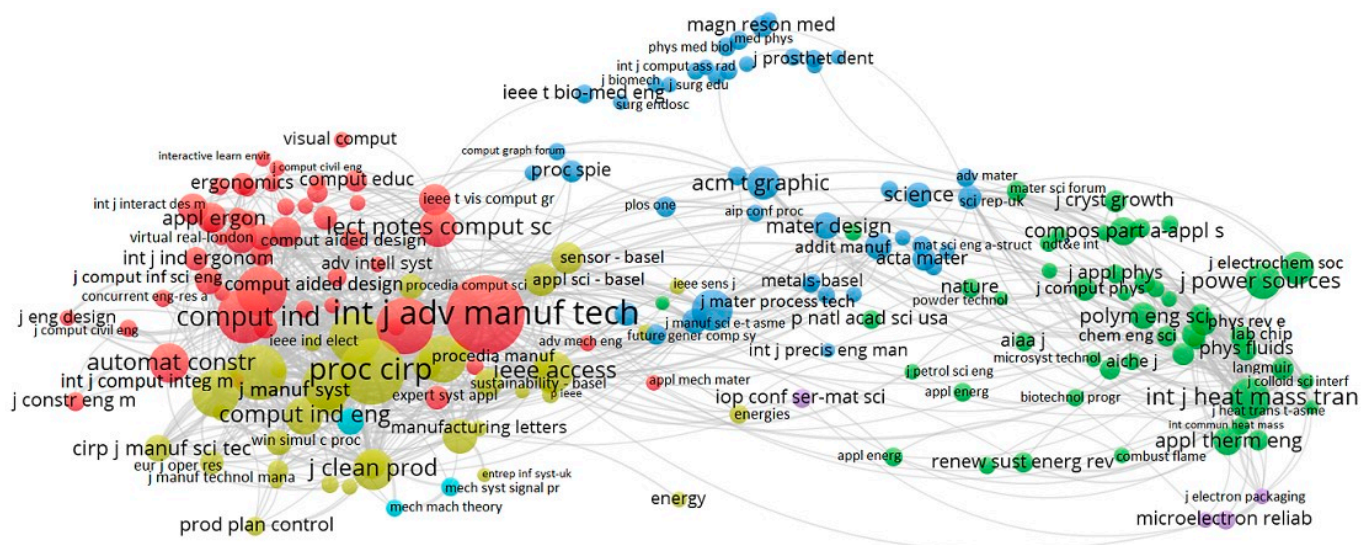 magn reson med
phys med biol
med phys
int j comput ass rad
j prosthet dent
j biomech
j surg edu
ieee t bio-med eng
surg endosc
visual comput
interactive learn envir
j comput civil eng
comput graph forum
ergonomics
comput educ
proc spie
ieee t vis comput gr
acm t graphic
science
adv mater
sci rep-uk
mater sci forum
j cryst growth
int j interact des m
appl ergon
lect notes comput sc
plos one
aip conf proc
mater design
compos part a-appl s
virtual real-london
comput aided design
addit manuf
mat sci eng a-struct
ndt&e int
int j ind ergonom
adv intell syst
sensor - basel
acta mater
j electrochem soc
j comput inf sci eng
comput aided design
procedia comput sci
appl sci - basel
ieee sens j
metals-basel
nature
j appl phys
j comput phys
j power sources
concurrent eng-res a
j mater process tech
powder technol
j eng design
comput ind
int j adv manuf tech
j manuf sci e-t asme
p natl acad sci usa
polym eng sci
phys rev e
j comput civil eng
ieee ind elect
adv mech eng
future gener comp sy
aiaa j
chem eng sci
lab chip
automat constr
procedia manuf
int j precis eng man
microsyst technol
aiche j
phys fluids
int j comput integ m
j manuf syst
proc cirp
ieee access
j petrol sci eng
langmuir
j constr eng m
sustainability - basel
appl mech mater
j colloid sci interf
expert syst appl
p ieee
iop conf ser-mat sci
appl energ
biotechnol progr
int j heat mass tran
comput ind eng
energies
j heat trans t-asme
manufacturing letters
int commun heat mass
win simul c proc
appl therm eng
cirp j manuf sci tec
appl energ
renew sust energ rev
combust flame
eur j oper res
j manuf technol mana
j clean prod
entrep inf syst-uk
mech syst signal pr
energy
j electron packaging
mech mach theory
microelectron reliab
prod plan control